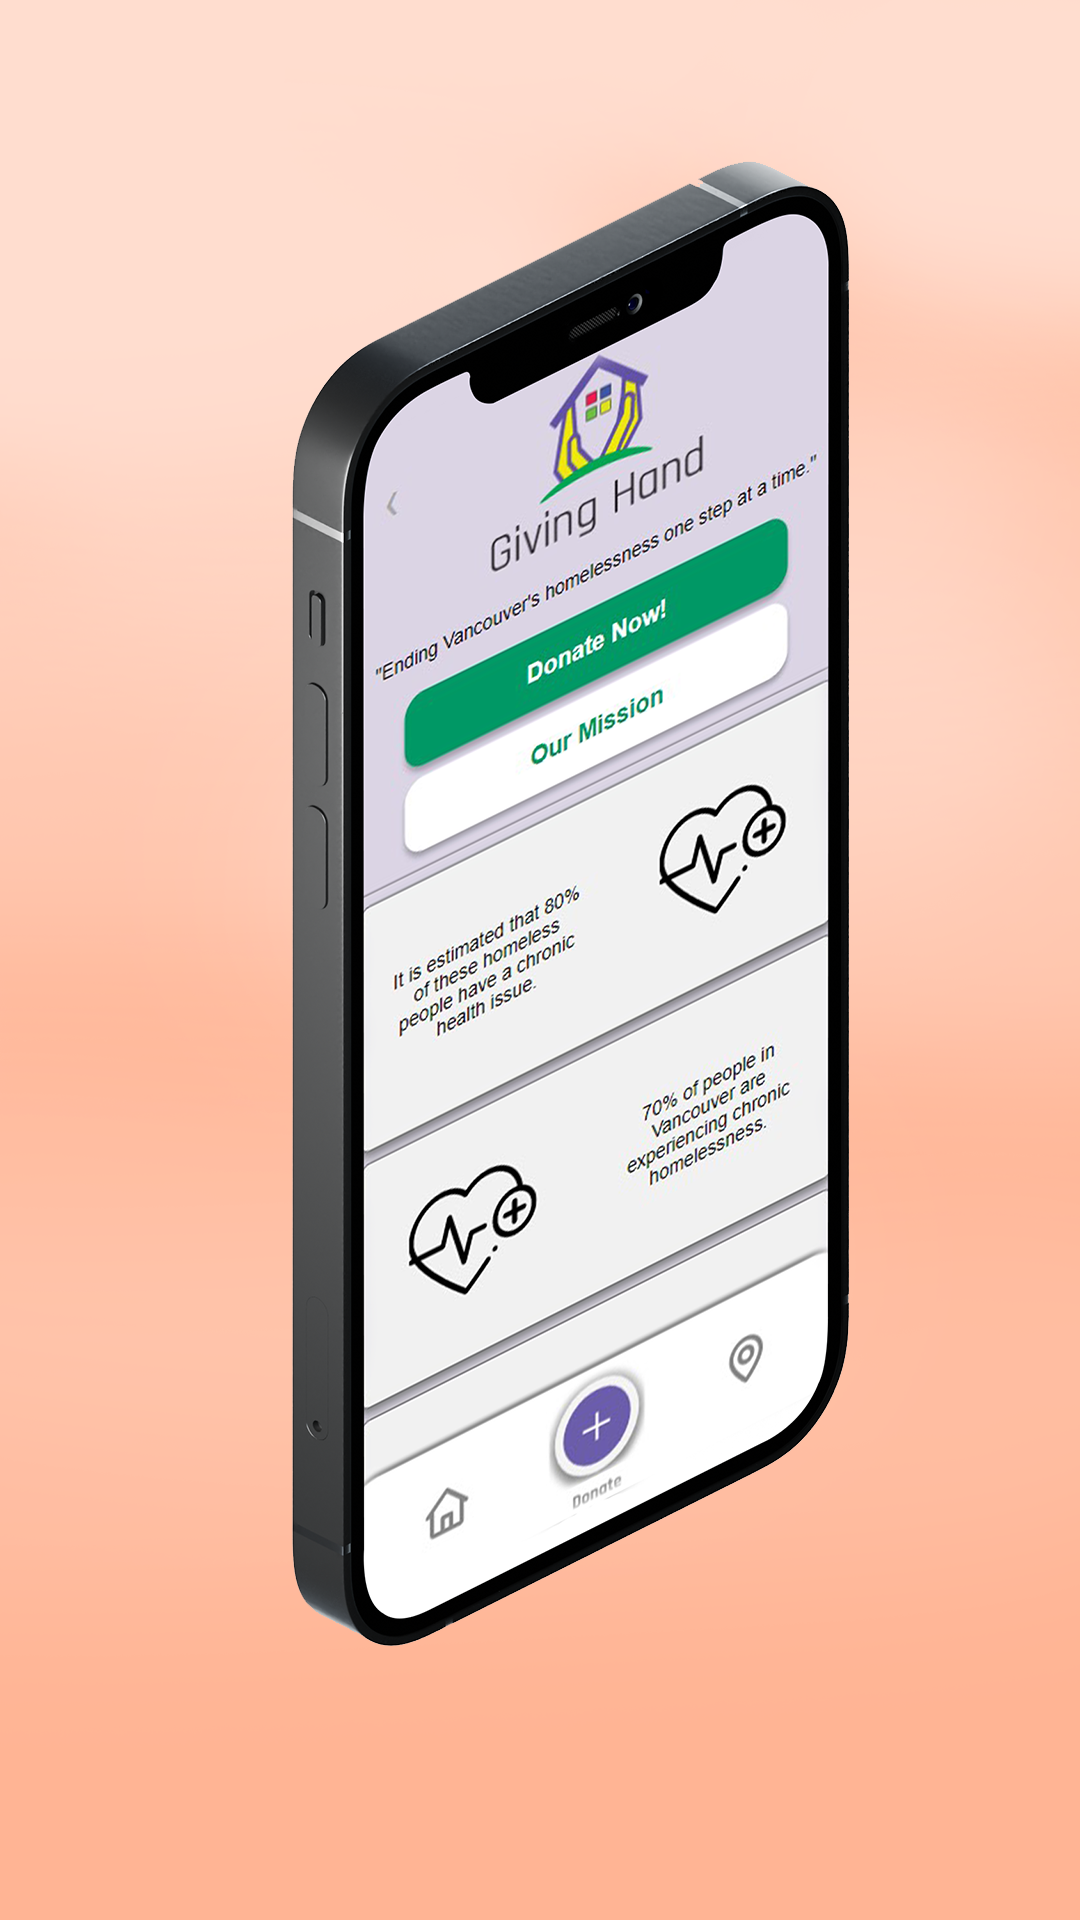 Giving Hand
"Ending Vancouver's homelessness one step at a time."
Donate Now!
Our Mission
It is estimated that 80%
of these homeless
people have a chronic
health issue.
70% of people in
Vancouver are
experiencing chronic
homelessness.
Donate